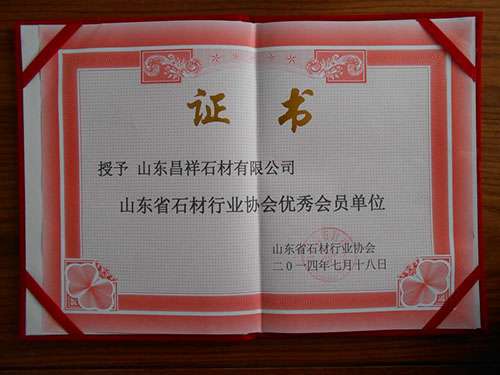 证书
授予 山东昌祥石材有限公司
山东省石材行业协会优秀会员单位
山东省石材行业协会
二0一四年七月十八日